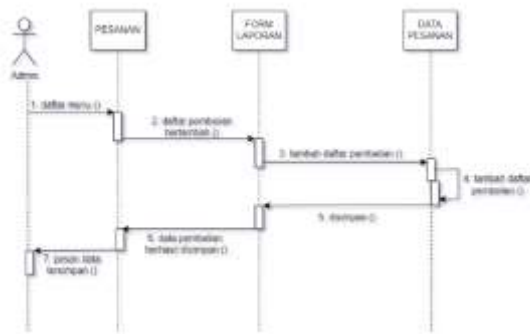 PESANAN
FORM
LAPORAN
DATA
PESANAN
Admin
1. daftar menu ()
2. daftar pembelian
bertambah ()
3. tambah daftar pembelian ()
4. tambah daftar
pembelian ()
5. disimpan ()
6. data pembelian
berhasil disimpan ()
7. pesan data
tersimpan ()